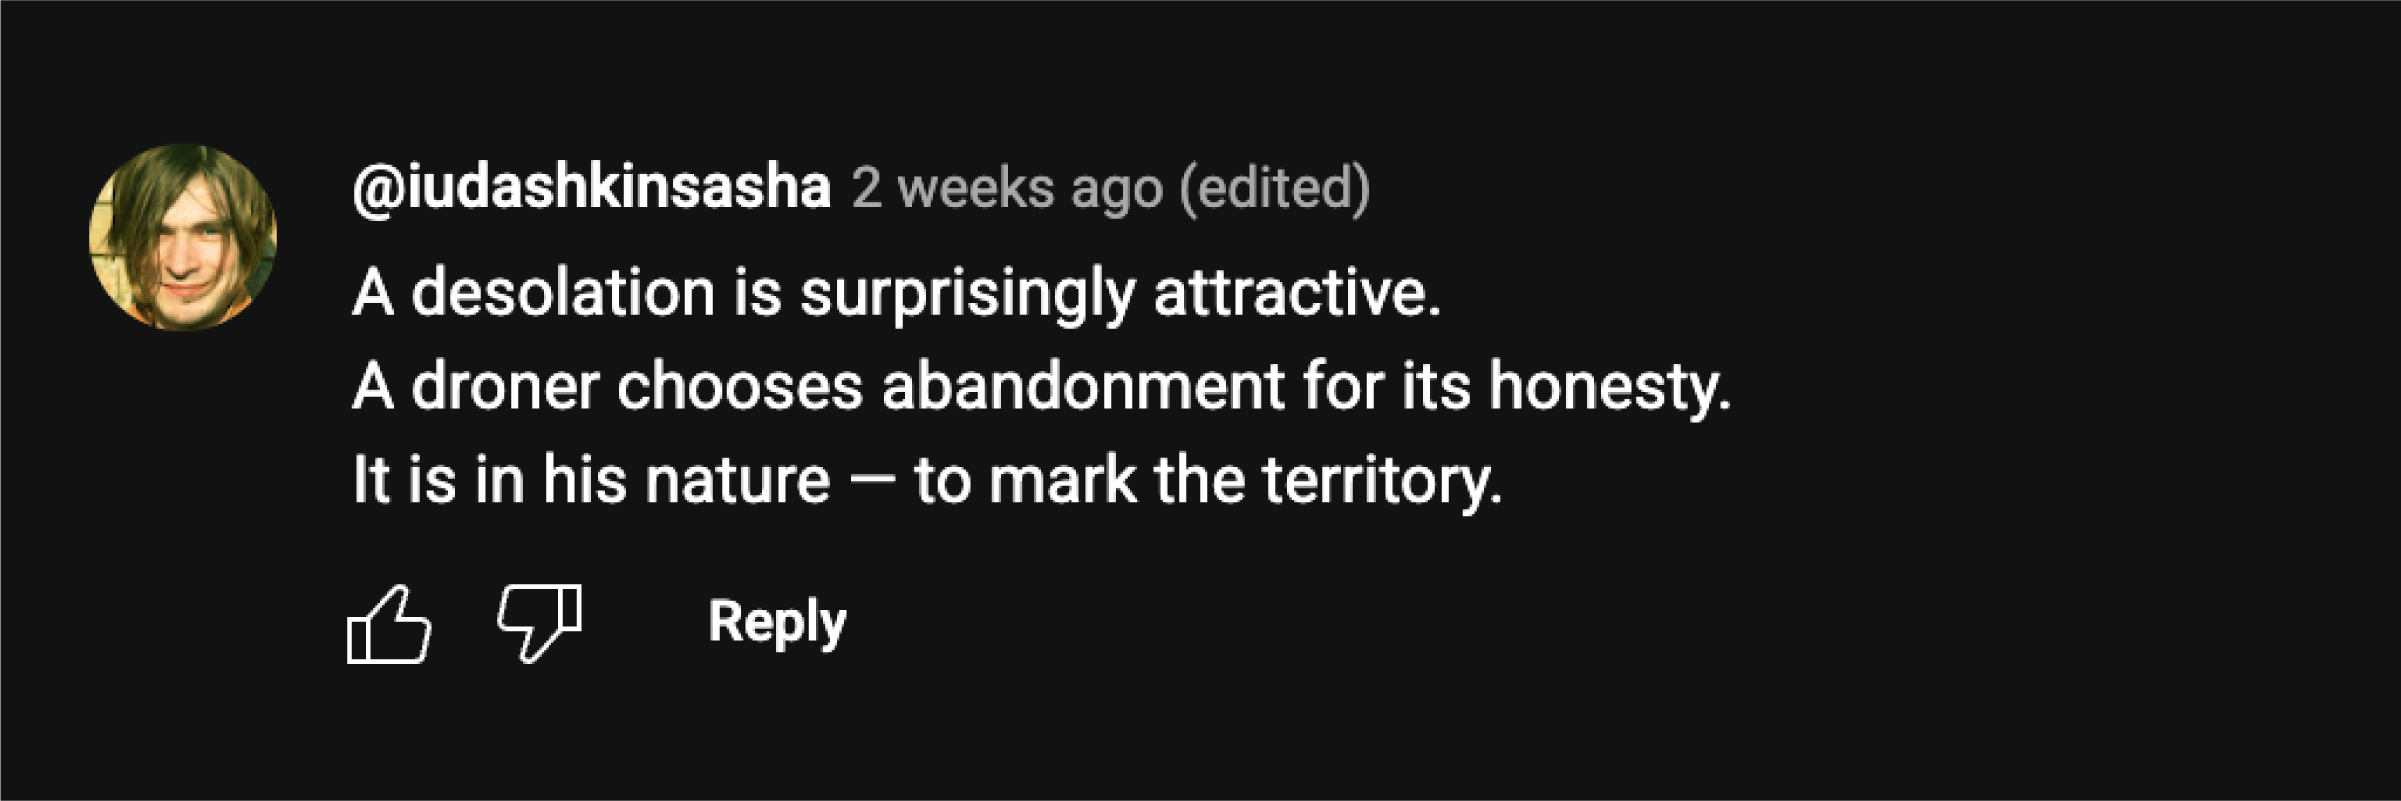 @iudashkinsasha 2 weeks ago (edited)
A desolation is surprisingly attractive.
A droner chooses abandonment for its honesty.
It is in his nature — to mark the territory.
Reply